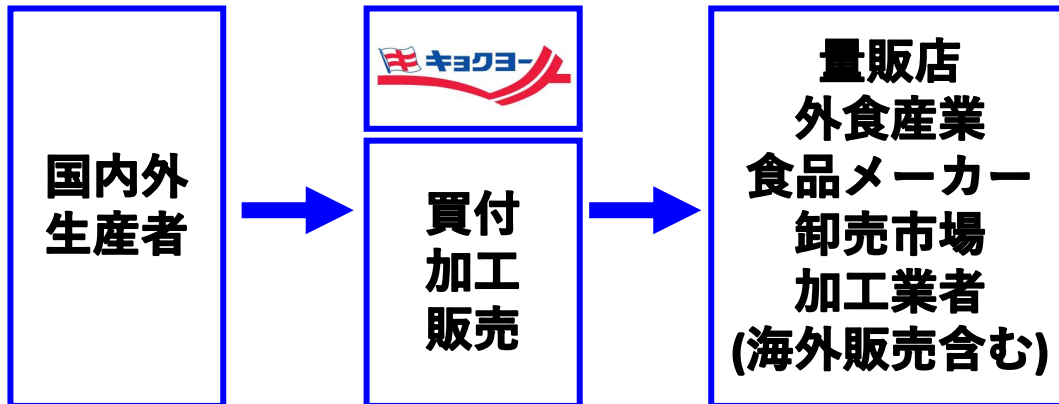 国内外
生産者
キョクヨー
買付
加工
販売
量販店
外食産業
食品メーカー
卸売市場
加工業者
(海外販売含む)